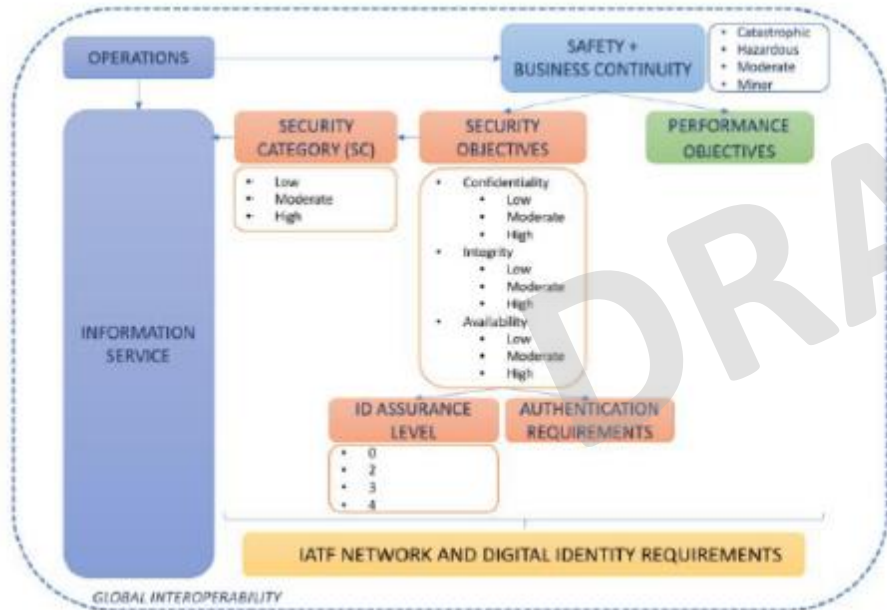 OPERATIONS
SAFETY +
BUSINESS CONTINUITY
• Catastrophic
• Hazardous
• Moderate
• Minor
SECURITY
CATEGORY (SC)
SECURITY
OBJECTIVES
PERFORMANCE
OBJECTIVES
• Low
• Moderate
• High
• Confidentiality
• Low
• Moderate
• High
• Integrity
• Low
• Moderate
• High
• Availability
• Low
• Moderate
• High
INFORMATION
SERVICE
ID ASSURANCE
LEVEL
AUTHENTICATION
REQUIREMENTS
• 0
• 2
• 3
• 4
IATF NETWORK AND DIGITAL IDENTITY REQUIREMENTS
GLOBAL INTEROPERABILITY
DRA